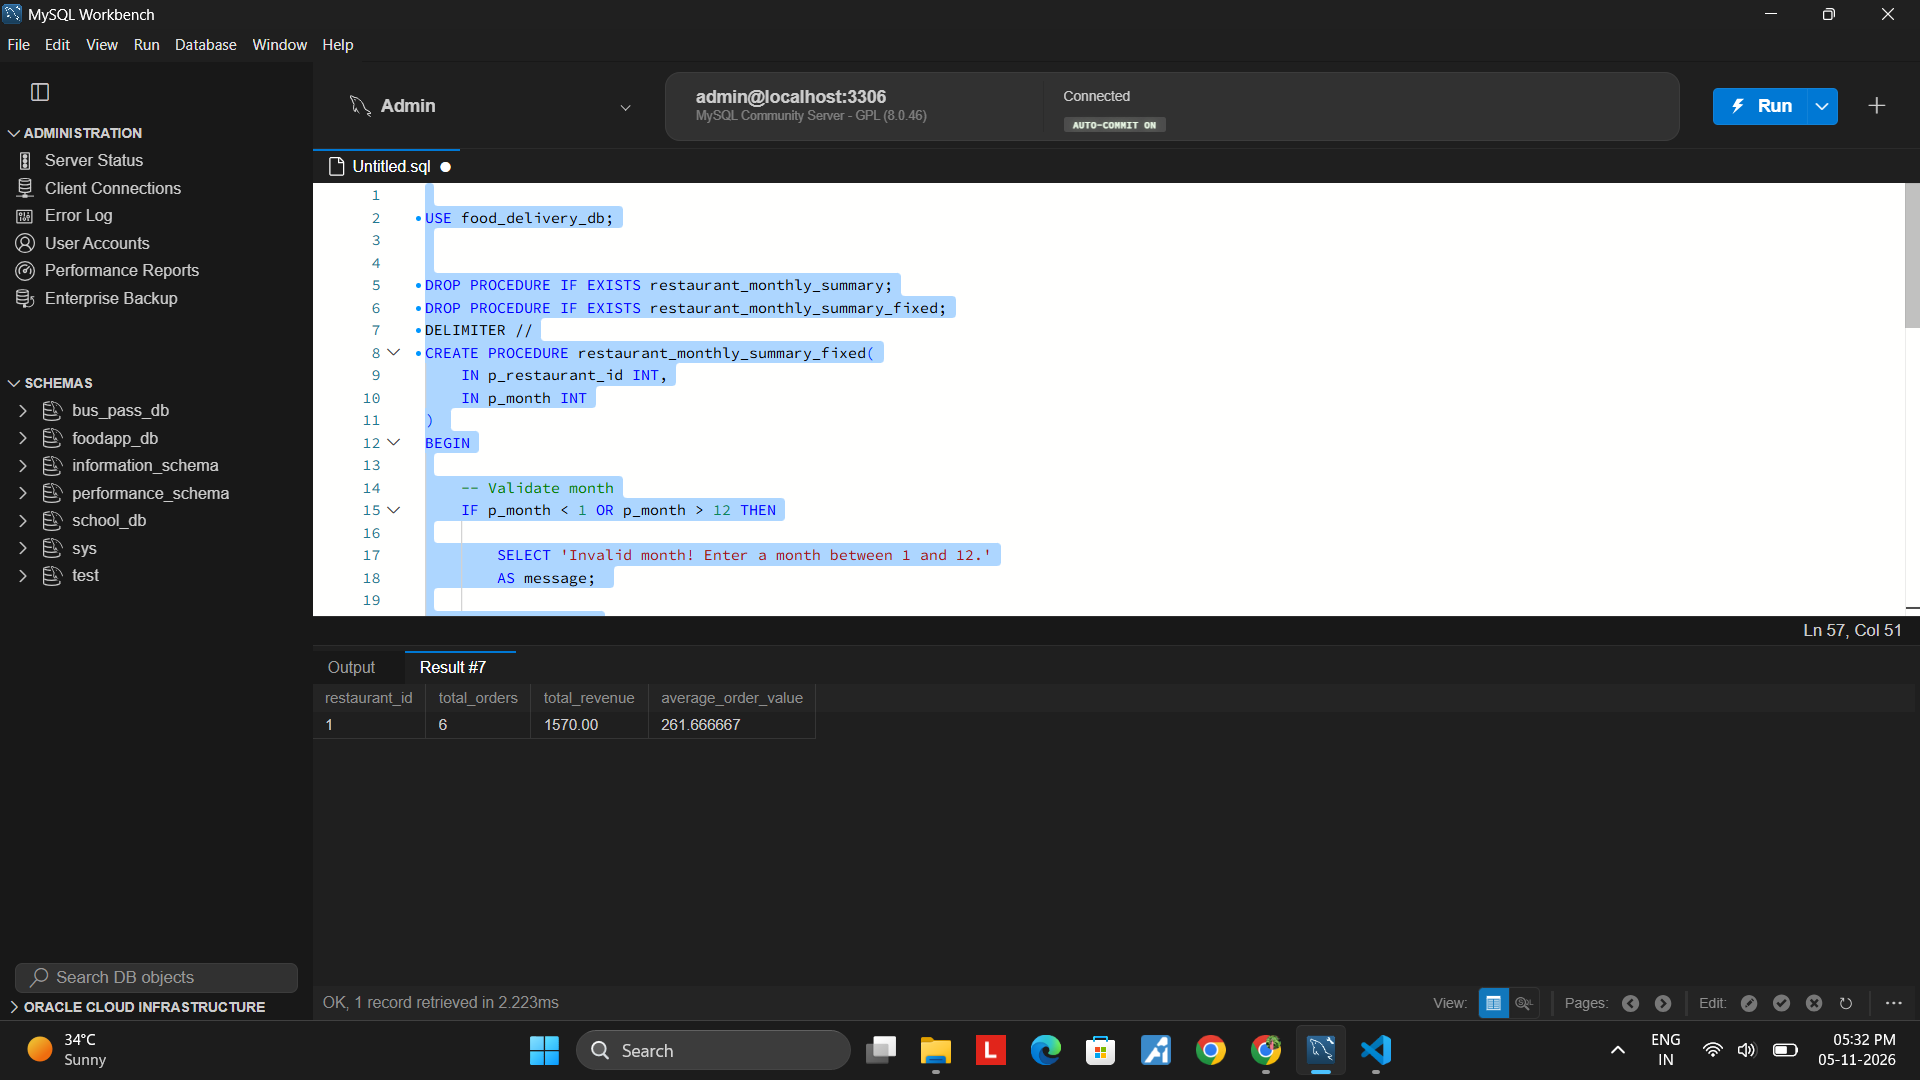 MySQL Workbench
File Edit View Run Database Window Help
Admin
admin@localhost:3306
MySQL Community Server - GPL (8.0.46)
Connected
AUTO-COMMIT ON
Run
ADMINISTRATION
Server Status
Client Connections
Error Log
User Accounts
Performance Reports
Enterprise Backup
SCHEMAS
bus_pass_db
foodapp_db
information_schema
performance_schema
school_db
sys
test
Search DB objects
ORACLE CLOUD INFRASTRUCTURE
Untitled.sql
1
2 USE food_delivery_db;
3
4
5 DROP PROCEDURE IF EXISTS restaurant_monthly_summary;
6 DROP PROCEDURE IF EXISTS restaurant_monthly_summary_fixed;
7 DELIMITER //
8 CREATE PROCEDURE restaurant_monthly_summary_fixed(
9 IN p_restaurant_id INT,
10 IN p_month INT
11 )
12 BEGIN
13
14 -- Validate month
15 IF p_month < 1 OR p_month > 12 THEN
16
17 SELECT 'Invalid month! Enter a month between 1 and 12.'
18 AS message;
19
Ln 57, Col 51
Output Result #7
restaurant_id total_orders total_revenue average_order_value
1 6 1570.00 261.666667
OK, 1 record retrieved in 2.223ms
View: SQL Pages: Edit:
34°C
Sunny
Search
L
ENG
IN
05:32 PM
05-11-2026